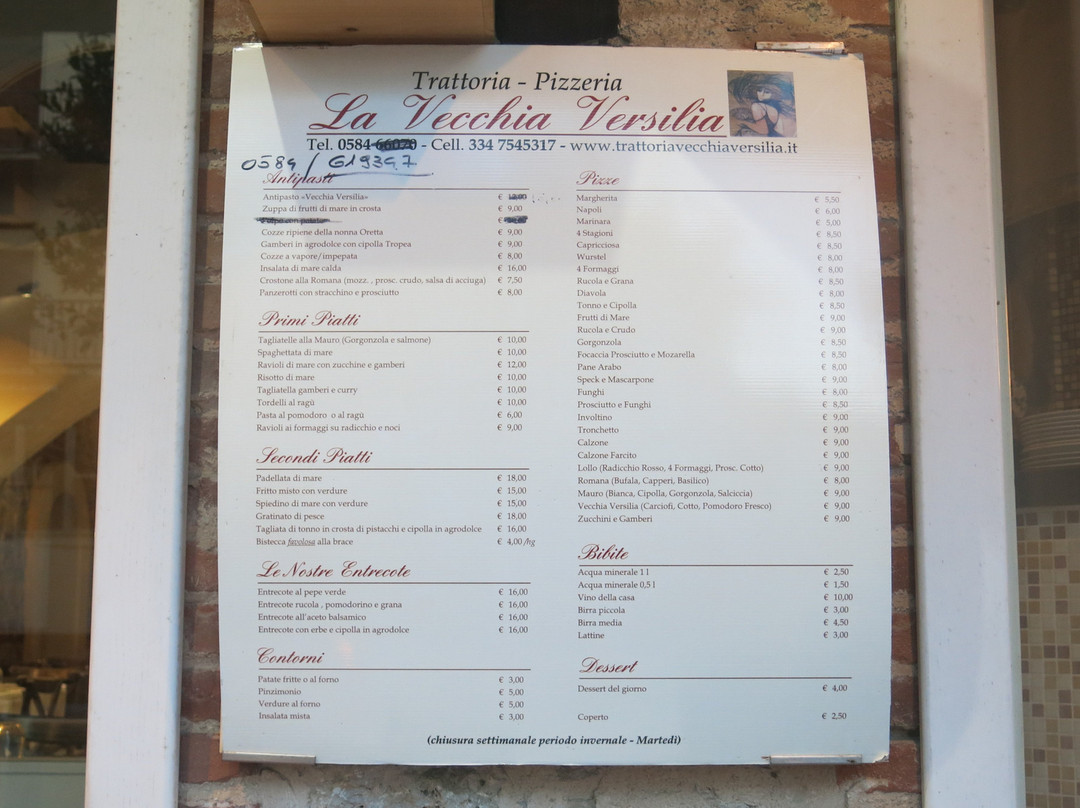 Trattoria - Pizzeria
La Vecchia Versilia
Tel. 0584 - Cell. 334 7545317 - www.trattoriavecchiaversilia.it
0584 / 619397
Antipasti
Antipasto «Vecchia Versilia» €
Zuppa di frutti di mare in crosta € 9,00
€
Cozze ripiene della nonna Oretta € 9,00
Gamberi in agrodolce con cipolla Tropea € 9,00
Cozze a vapore/impepata € 8,00
Insalata di mare calda € 16,00
Crostone alla Romana (mozz. , prosc. crudo, salsa di acciuga) € 7,50
Panzerotti con stracchino e prosciutto € 8,00
Primi Piatti
Tagliatelle alla Mauro (Gorgonzola e salmone) € 10,00
Spaghettata di mare € 10,00
Ravioli di mare con zucchine e gamberi € 12,00
Risotto di mare € 10,00
Tagliatella gamberi e curry € 10,00
Tordelli al ragù € 10,00
Pasta al pomodoro o al ragù € 6,00
Ravioli ai formaggi su radicchio e noci € 9,00
Secondi Piatti
Padellata di mare € 18,00
Fritto misto con verdure € 15,00
Spiedino di mare con verdure € 15,00
Gratinato di pesce € 18,00
Tagliata di tonno in crosta di pistacchi e cipolla in agrodolce € 16,00
Bistecca favolosa alla brace € 4,00 /hg
Le Nostre Entrecote
Entrecote al pepe verde € 16,00
Entrecote rucola , pomodorino e grana € 16,00
Entrecote all'aceto balsamico € 16,00
Entrecote con erbe e cipolla in agrodolce € 16,00
Contorni
Patate fritte o al forno € 3,00
Pinzimonio € 5,00
Verdure al forno € 5,00
Insalata mista € 3,00
Pizze
Margherita € 5,50
Napoli € 6,00
Marinara € 5,00
4 Stagioni € 8,50
Capricciosa € 8,50
Wurstel € 8,00
4 Formaggi € 8,00
Rucola e Grana € 8,50
Diavola € 8,00
Tonno e Cipolla € 8,50
Frutti di Mare € 9,00
Rucola e Crudo € 9,00
Gorgonzola € 8,50
Focaccia Prosciutto e Mozarella € 8,50
Pane Arabo € 8,00
Speck e Mascarpone € 9,00
Funghi € 8,00
Prosciutto e Funghi € 8,50
Involtino € 9,00
Tronchetto € 9,00
Calzone € 9,00
Calzone Farcito € 9,00
Lollo (Radicchio Rosso, 4 Formaggi, Prosc. Cotto) € 9,00
Romana (Bufala, Capperi, Basilico) € 8,00
Mauro (Bianca, Cipolla, Gorgonzola, Salciccia) € 9,00
Vecchia Versilia (Carciofi, Cotto, Pomodoro Fresco) € 9,00
Zucchini e Gamberi € 9,00
Bibite
Acqua minerale 1 l € 2,50
Acqua minerale 0,5 l € 1,50
Vino della casa € 10,00
Birra piccola € 3,00
Birra media € 4,50
Lattine € 3,00
Dessert
Dessert del giorno € 4,00
Coperto € 2,50
(chiusura settimanale periodo invernale - Martedì)